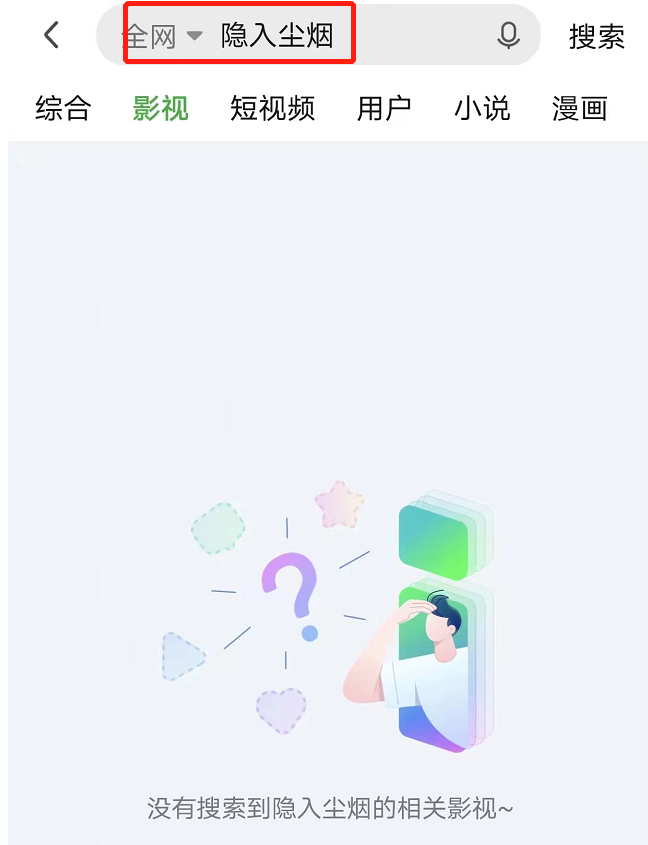 全网 隐入尘烟 搜索
综合 影视 短视频 用户 小说 漫画
没有搜索到隐入尘烟的相关影视~